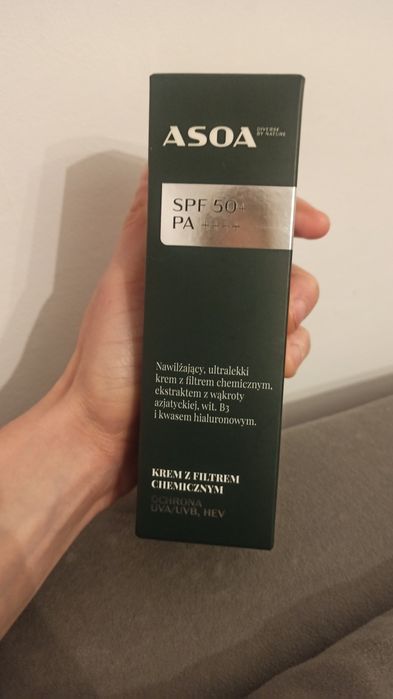 ASOA
DIVERSE
BY NATURE
SPF 50+
PA ++++
Nawilżający, ultralekki
krem z filtrem chemicznym,
ekstraktem z wąkroty
azjatyckiej, wit. B3
i kwasem hialuronowym.
KREM Z FILTREM
CHEMICZNYM
OCHRONA
UVA/UVB, HEV